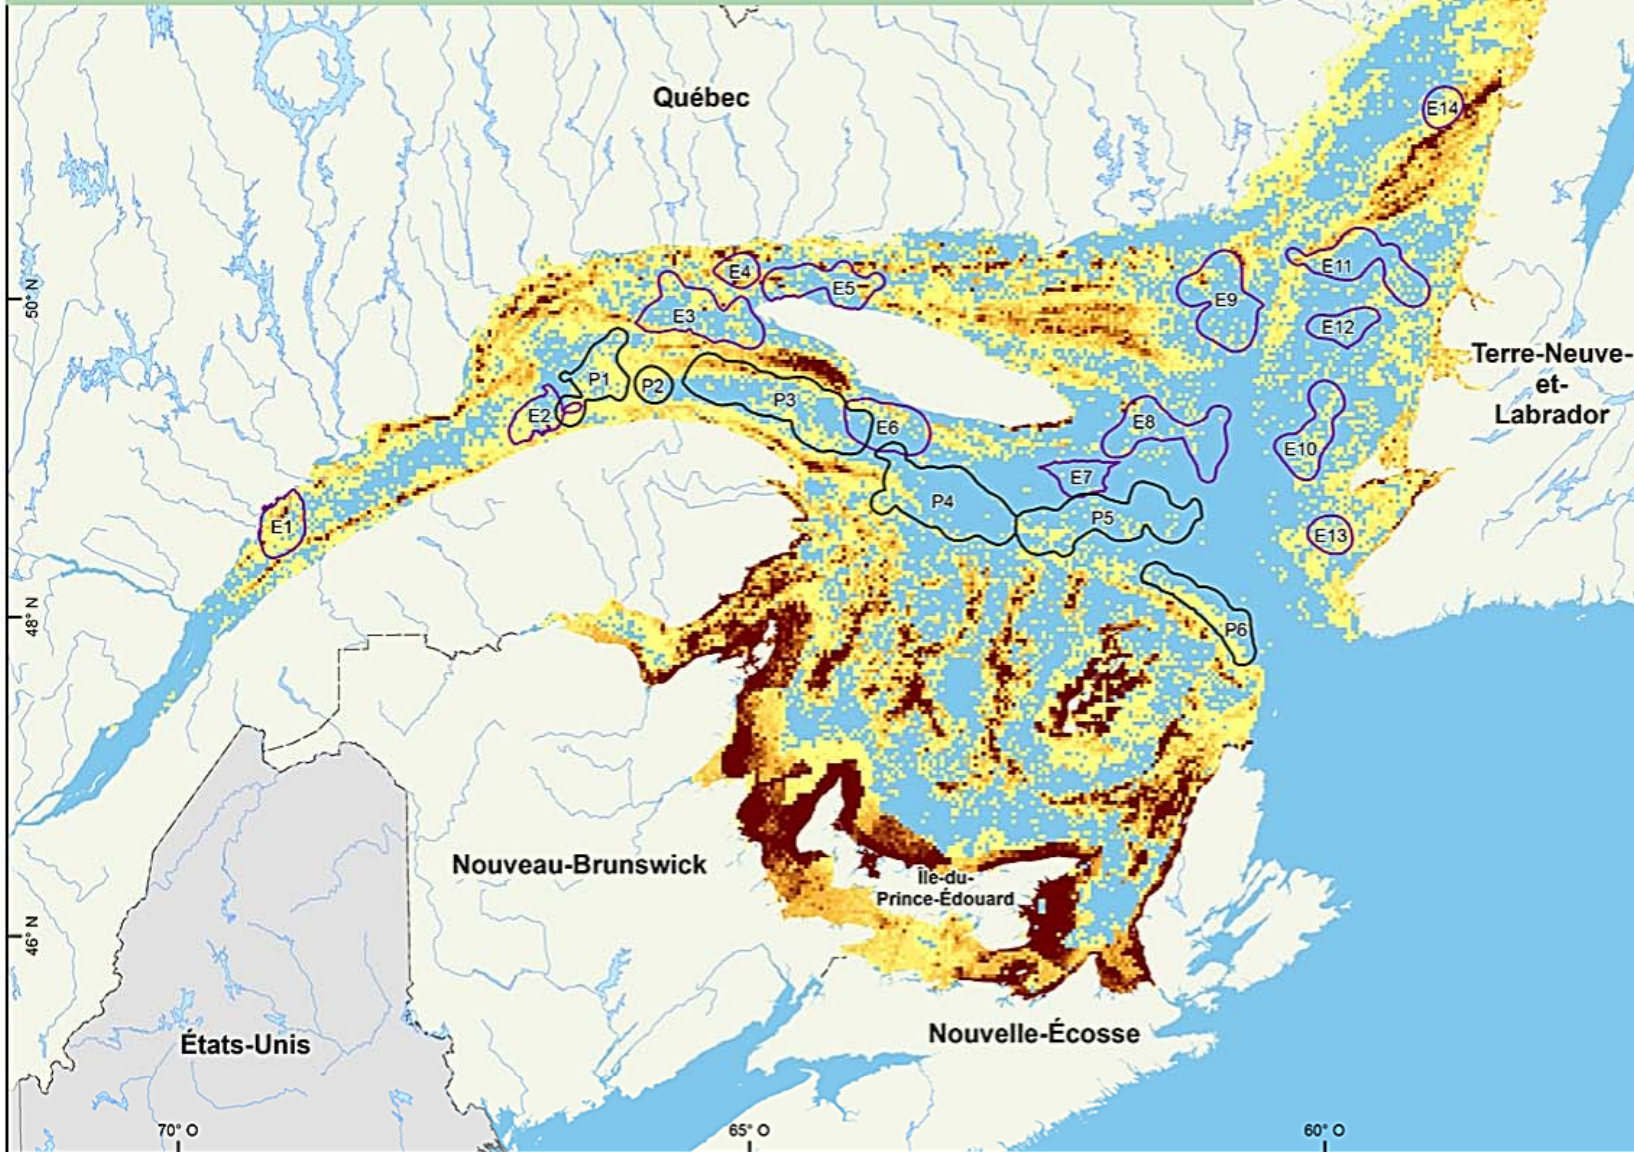 Québec
E14
E4
E11
E5
E9
50° N
E3
E12
Terre-Neuve-
et-
Labrador
P1
P2
P3
E2
E8
E6
E10
E7
P4
P5
E1
E13
48° N
P6
Nouveau-Brunswick
Île-du-
Prince-Édouard
46° N
Nouvelle-Écosse
États-Unis
70° O
65° O
60° O